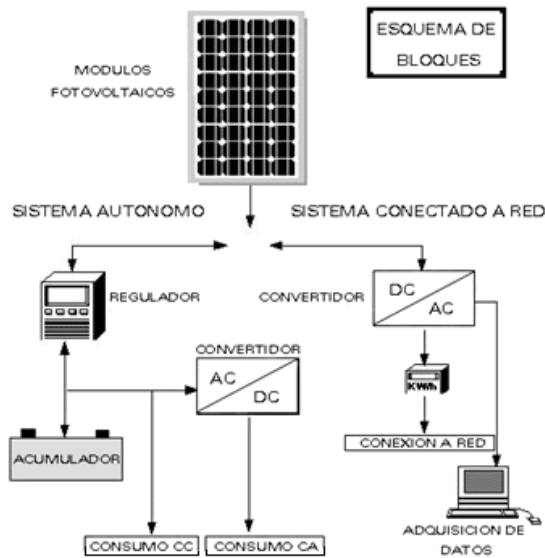 ESQUEMA DE
BLOQUES
MODULOS
FOTOVOLTAICOS
SISTEMA AUTONOMO
SISTEMA CONECTADO A RED
REGULADOR
CONVERTIDOR
DC
AC
CONVERTIDOR
AC
DC
KW/h
CONEXION A RED
ACUMULADOR
ADQUISICION DE
DATOS
CONSUMO CC
CONSUMO CA